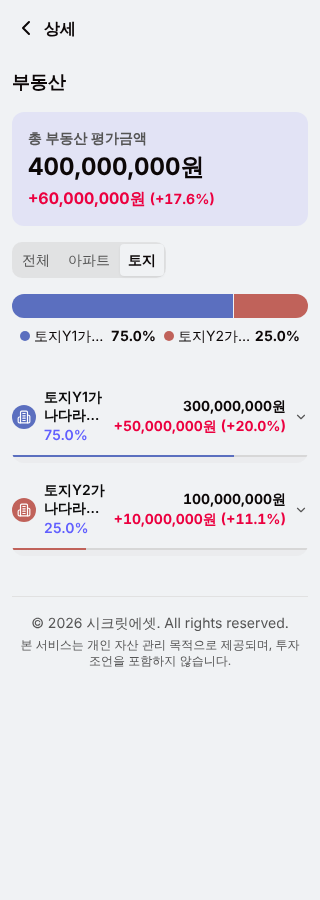 상세
부동산
총 부동산 평가금액
400,000,000원
+60,000,000원 (+17.6%)
전체 아파트 토지
토지Y1가... 75.0% 토지Y2가... 25.0%
토지Y1가
나다라...
75.0%
300,000,000원
+50,000,000원 (+20.0%)
토지Y2가
나다라...
25.0%
100,000,000원
+10,000,000원 (+11.1%)
© 2026 시크릿에셋. All rights reserved.
본 서비스는 개인 자산 관리 목적으로 제공되며, 투자
조언을 포함하지 않습니다.